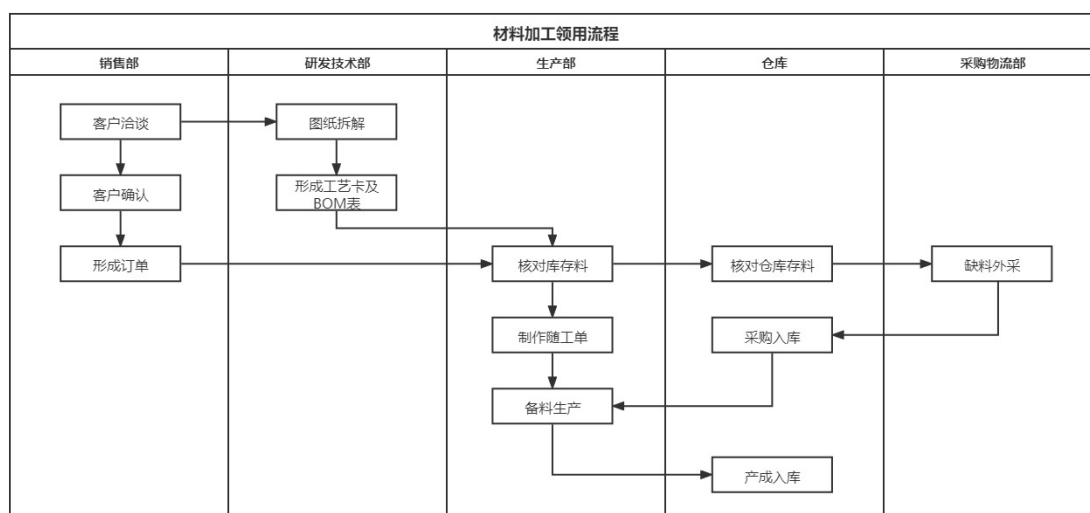 材料加工领用流程
销售部
研发技术部
生产部
仓库
采购物流部
客户洽谈
图纸拆解
客户确认
形成工艺卡及
BOM表
形成订单
核对库存料
核对仓库存料
缺料外采
制作随工单
采购入库
备料生产
产成入库